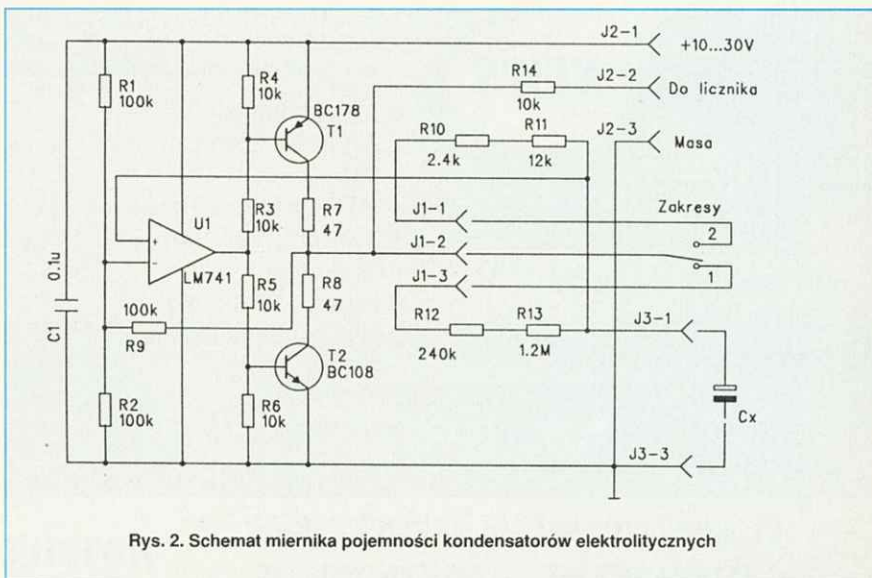 J2-1
+10...30V
R1
100k
R4
10k
R14
10k
J2-2
Do licznika
BC178
T1
R10
2.4k
R11
12k
J2-3
Masa
R3
10k
R7
47
Zakresy
J1-1
2
U1
+
-
LM741
J1-2
0.1u
C1
100k
R9
R5
10k
R8
47
J1-3
1
R12
240k
R13
1.2M
J3-1
T2
BC108
R2
100k
R6
10k
Cx
J3-3
Rys. 2. Schemat miernika pojemności kondensatorów elektrolitycznych